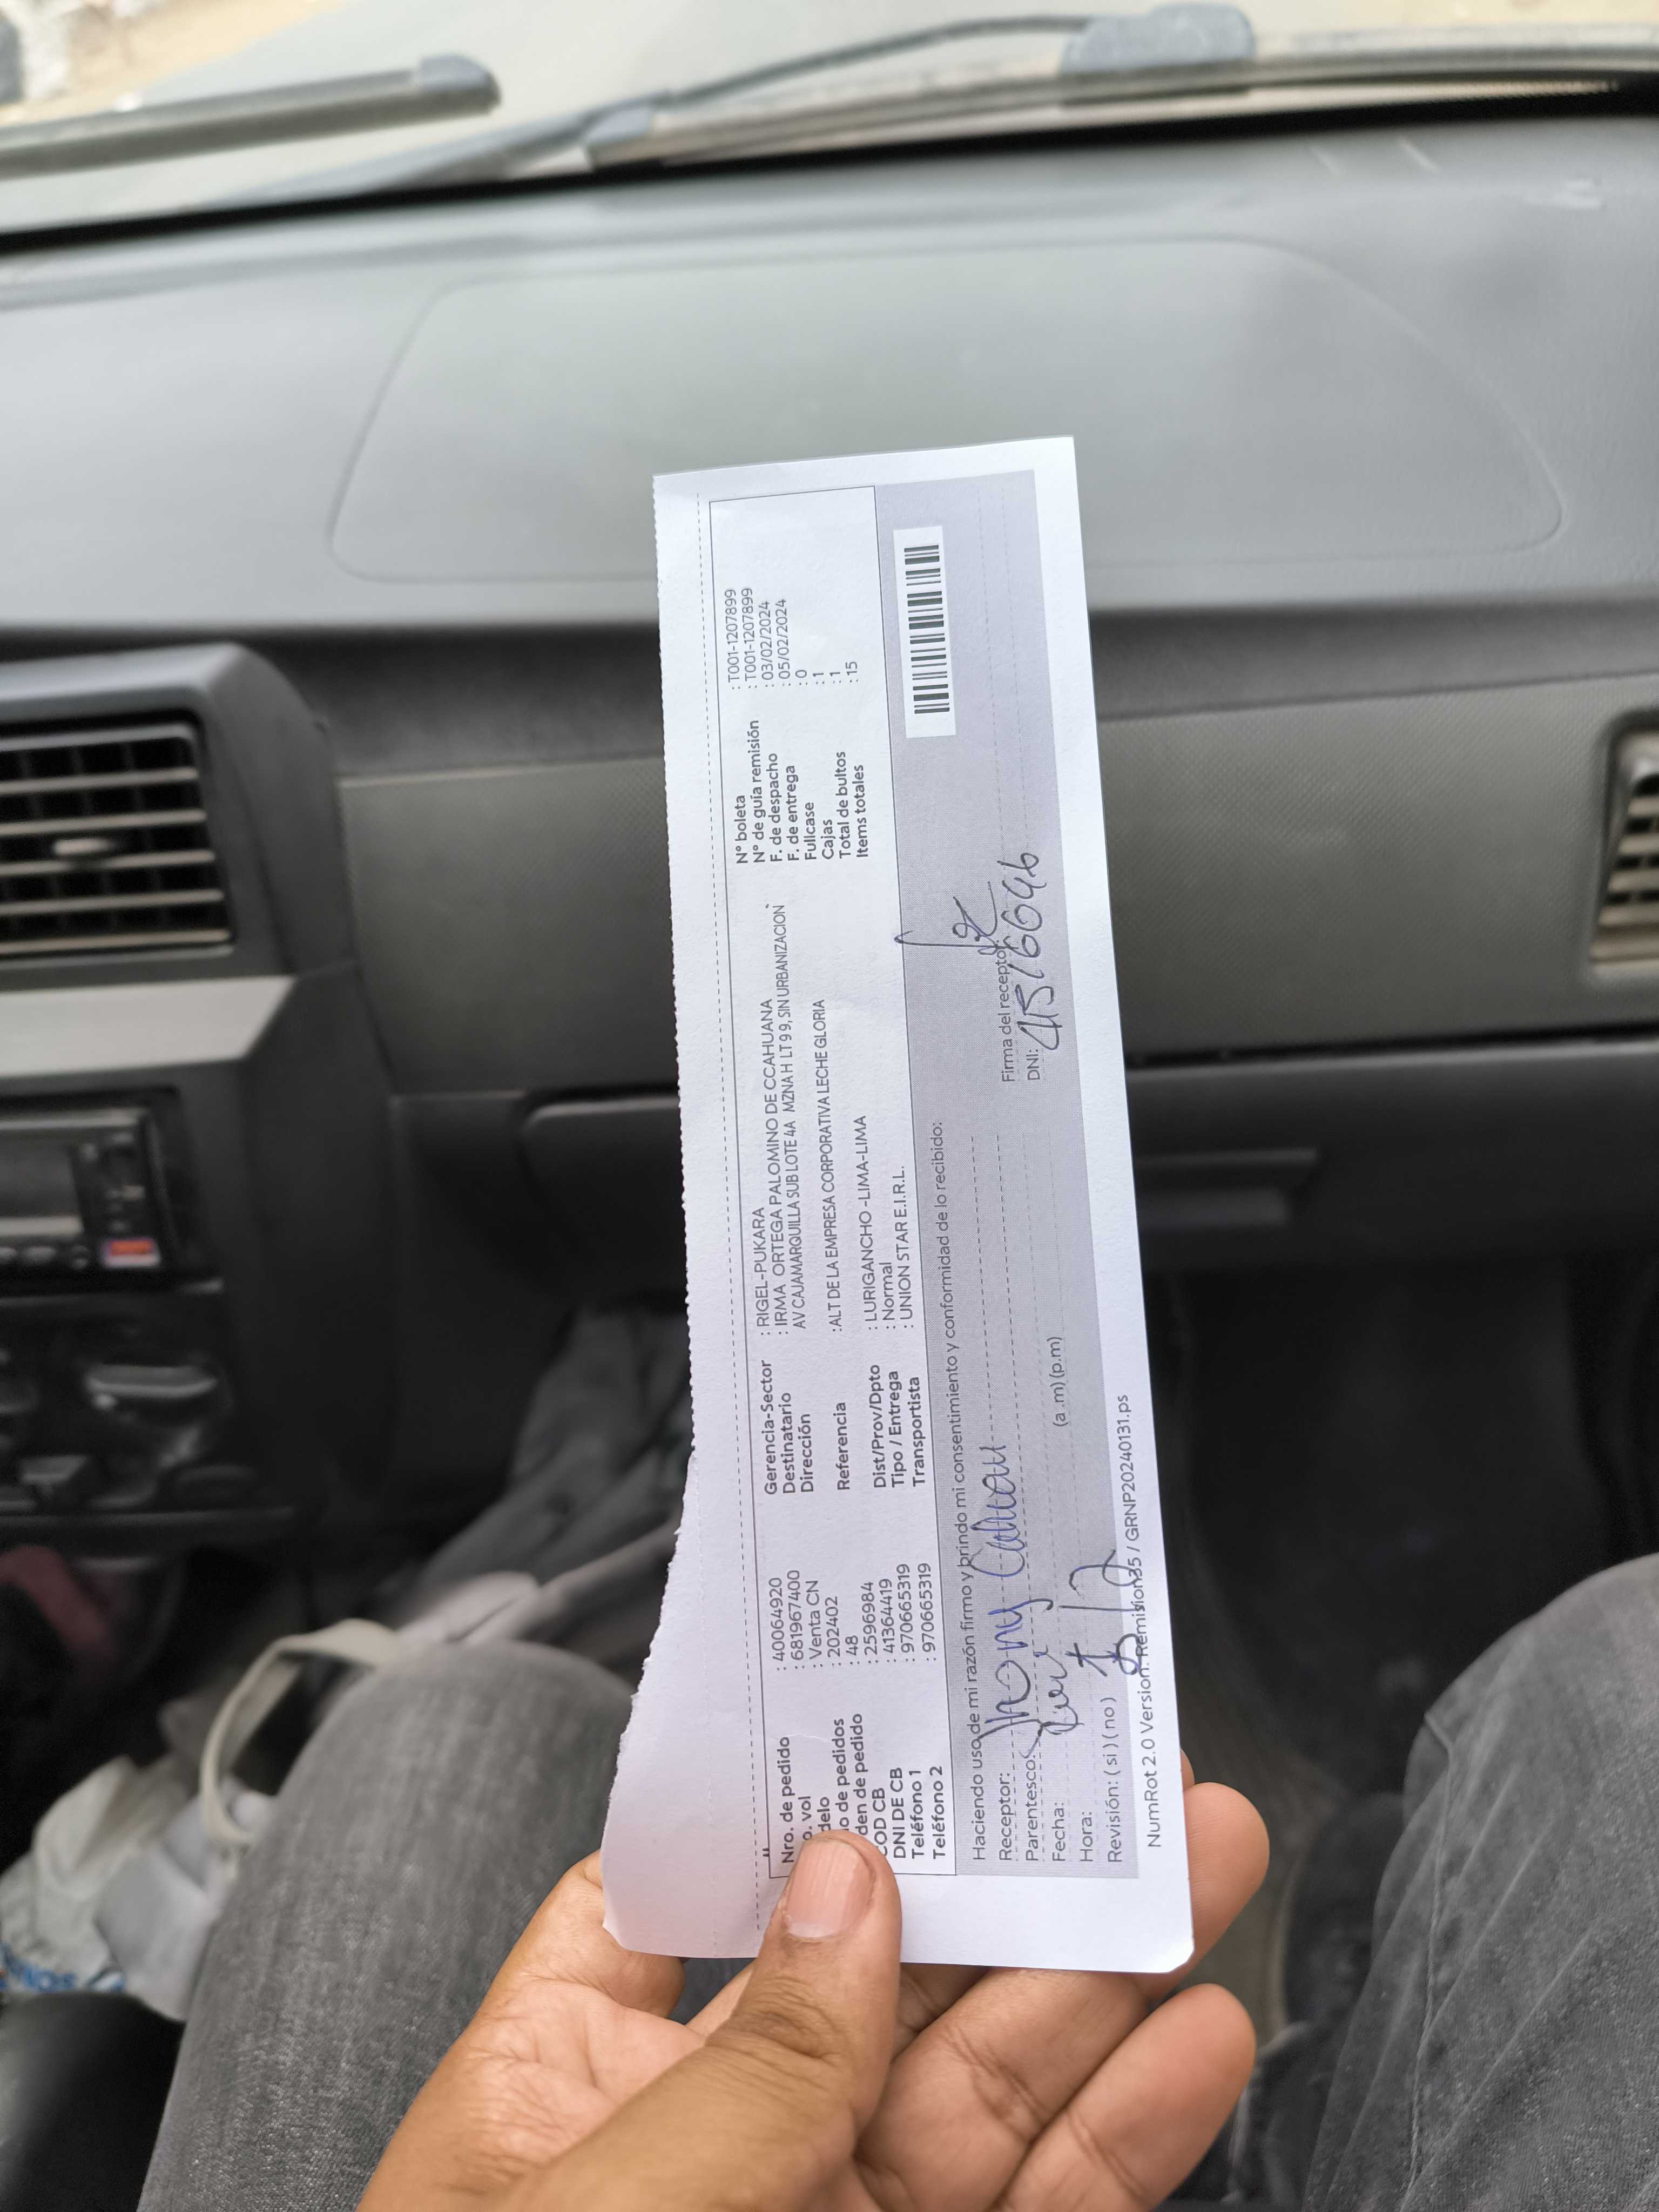 Nro. de pedido : 40064920
o. vol : 681967400
delo : Venta CN
o de pedidos : 202402
den de pedido : 48
OD CB : 2596984
DNI DE CB : 41364419
Teléfono 1 : 970665319
Teléfono 2 : 970665319
Gerencia-Sector : RIGEL-PUKARA
Destinatario : IRMA ORTEGA PALOMINO DE CCAHUANA
Dirección AV CAJAMARQUILLA SUB LOTE 4A MZNA H LT 9 9, SIN URBANIZACION
Referencia : ALT DE LA EMPRESA CORPORATIVA LECHE GLORIA
Dist/Prov/Dpto : LURIGANCHO -LIMA-LIMA
Tipo / Entrega : Normal
Transportista : UNION STAR E.I.R.L.
N° boleta : T001-1207899
N° de guía remisión : T001-1207899
F. de despacho : 03/02/2024
F. de entrega : 05/02/2024
Fullcase : 0
Cajas : 1
Total de bultos : 1
Items totales : 15
Haciendo uso de mi razón firmo y brindo mi consentimiento y conformidad de lo recibido:
Receptor: Jhony
Parentesco:
Fecha:
Hora: (a.m) (p.m)
Revisión: ( si ) ( no )
Firma del receptor
DNI: 45166096
NumRot 2.0 Version: Remision35 / GRNP20240131.ps